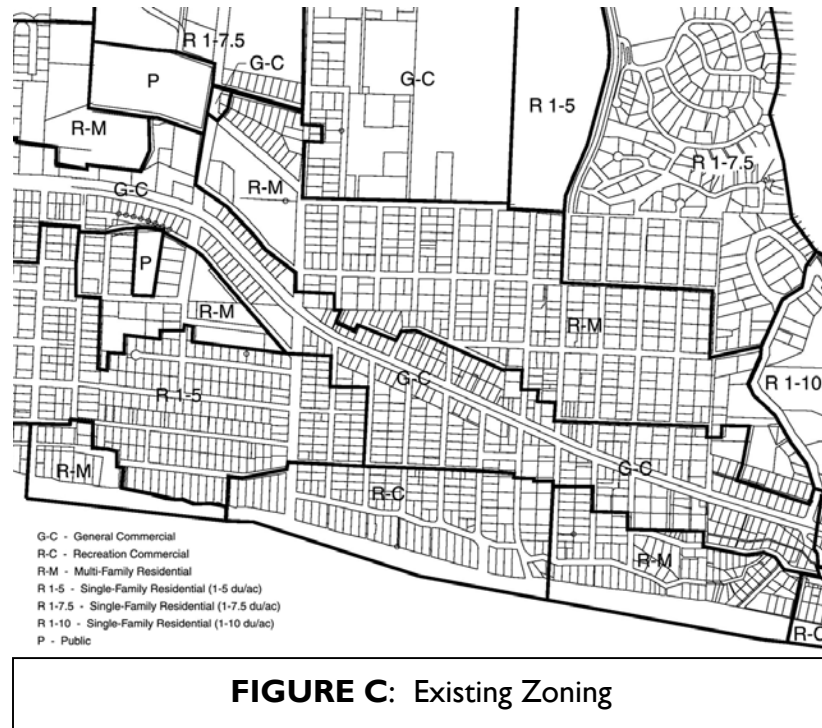 R 1-7.5
G-C
P
G-C
R 1-5
R-M
R 1-7.5
G-C
R-M
P
R-M
R-M
G-C
R 1-10
R 1-5
G-C
R-M
R-C
R-M
R-C
G-C - General Commercial
R-C - Recreation Commercial
R-M - Multi-Family Residential
R 1-5 - Single-Family Residential (1-5 du/ac)
R 1-7.5 - Single-Family Residential (1-7.5 du/ac)
R 1-10 - Single-Family Residential (1-10 du/ac)
P - Public
FIGURE C: Existing Zoning